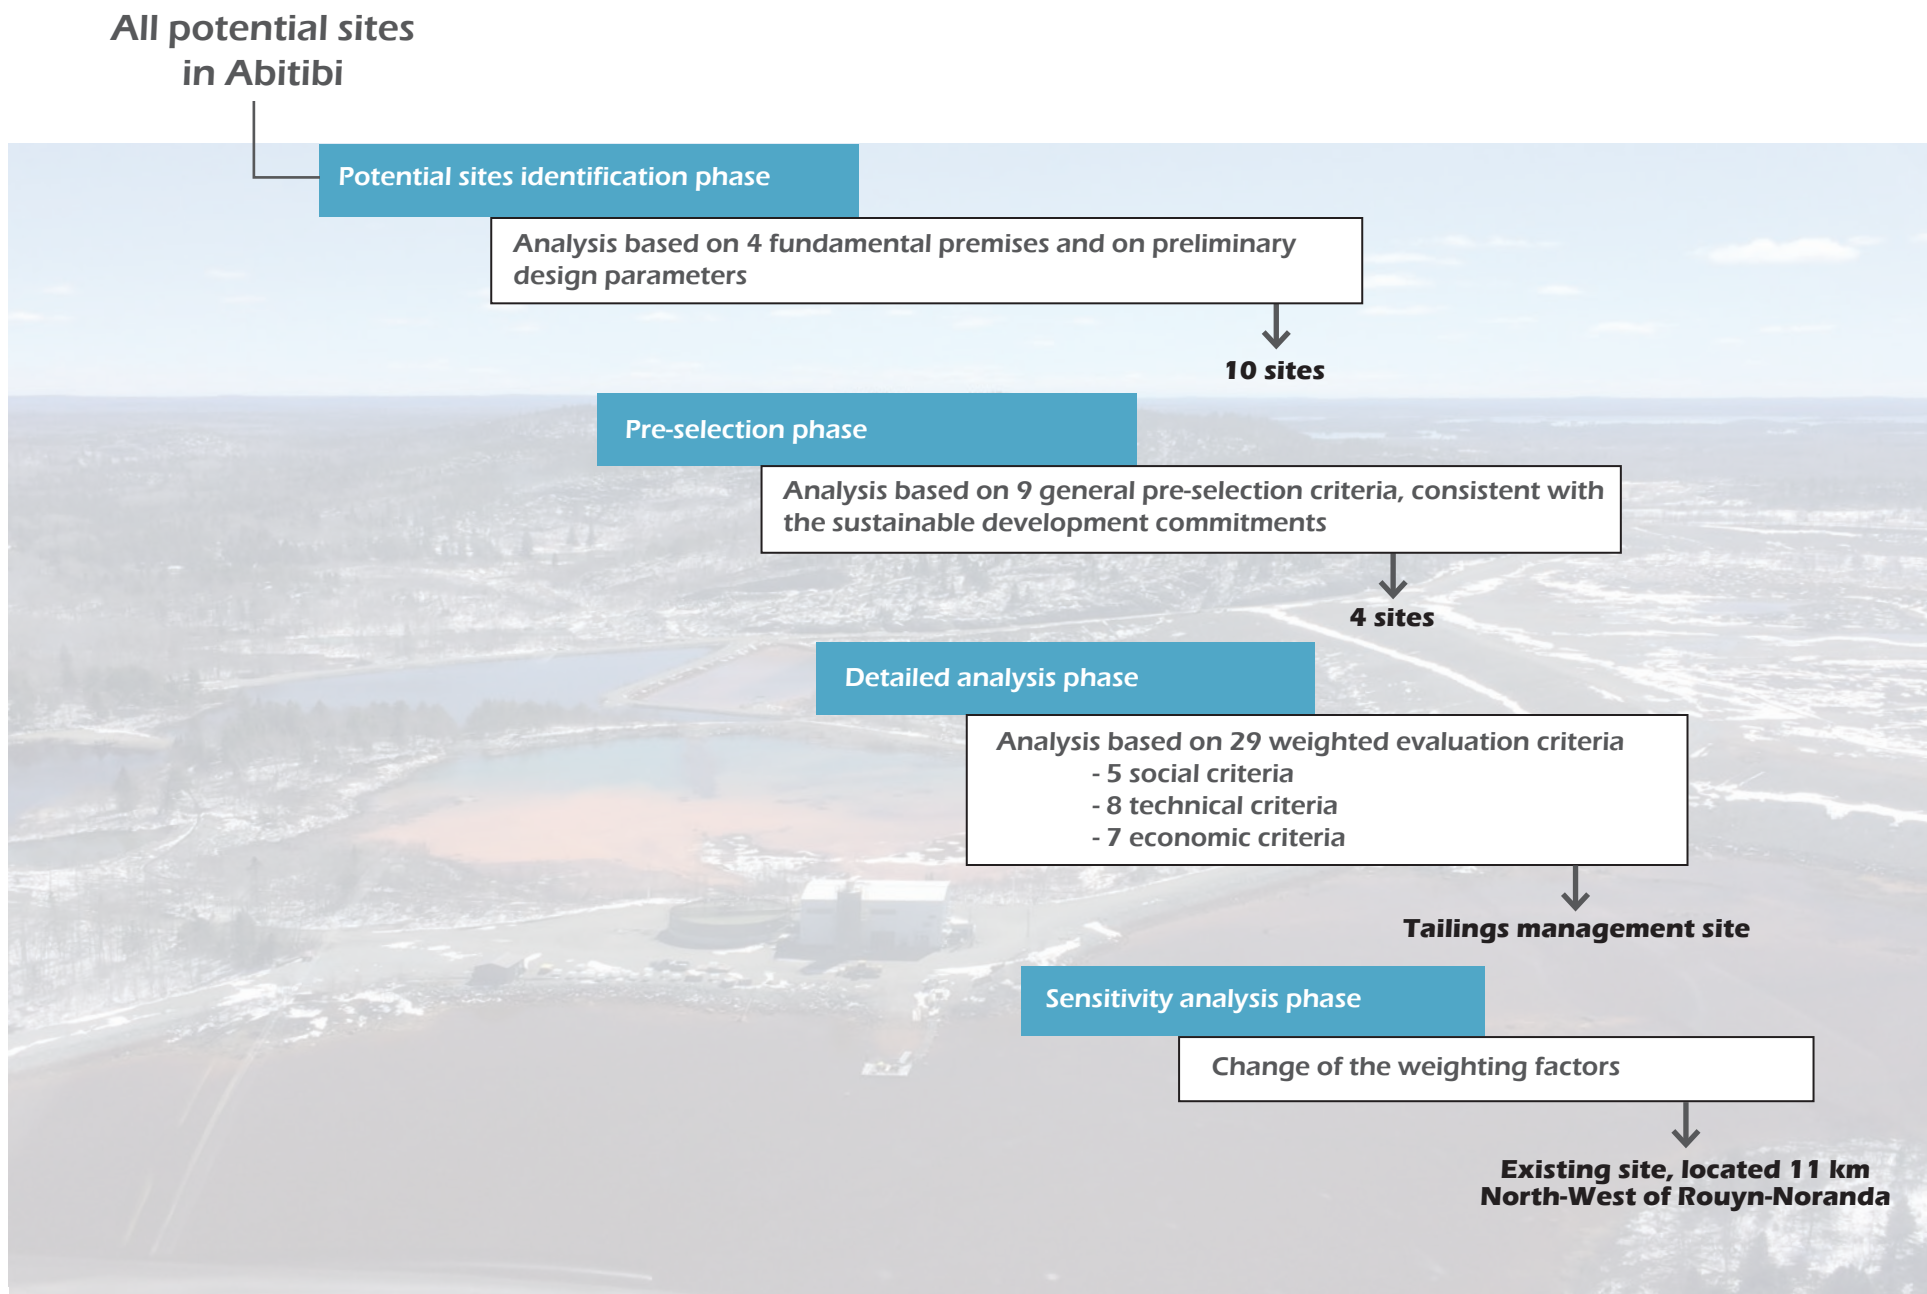 All potential sites
in Abitibi
Potential sites identification phase
Analysis based on 4 fundamental premises and on preliminary
design parameters
10 sites
Pre-selection phase
Analysis based on 9 general pre-selection criteria, consistent with
the sustainable development commitments
4 sites
Detailed analysis phase
Analysis based on 29 weighted evaluation criteria
- 5 social criteria
- 8 technical criteria
- 7 economic criteria
Tailings management site
Sensitivity analysis phase
Change of the weighting factors
Existing site, located 11 km
North-West of Rouyn-Noranda